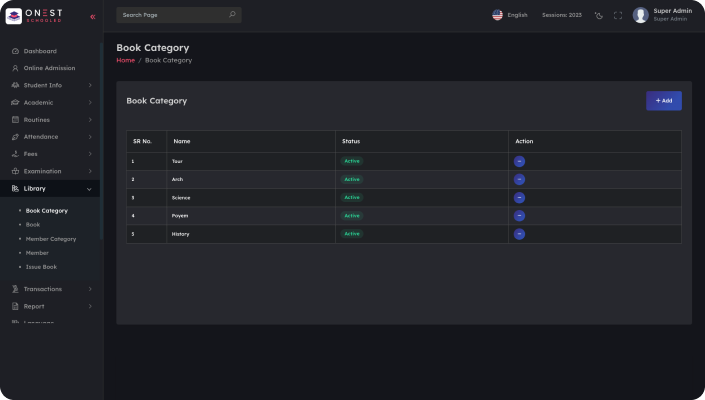 ONEST
SCHOOLED
Search Page
English
Sessions: 2023
Super Admin
Super Admin
Dashboard
Online Admission
Student Info
Academic
Routines
Attendance
Fees
Examination
Library
Book Category
Book
Member Category
Member
Issue Book
Transactions
Report
Language
Book Category
Home / Book Category
Book Category
+ Add
SR No. Name Status Action
1 Tour Active
2 Arch Active
3 Science Active
4 Poyem Active
5 History Active